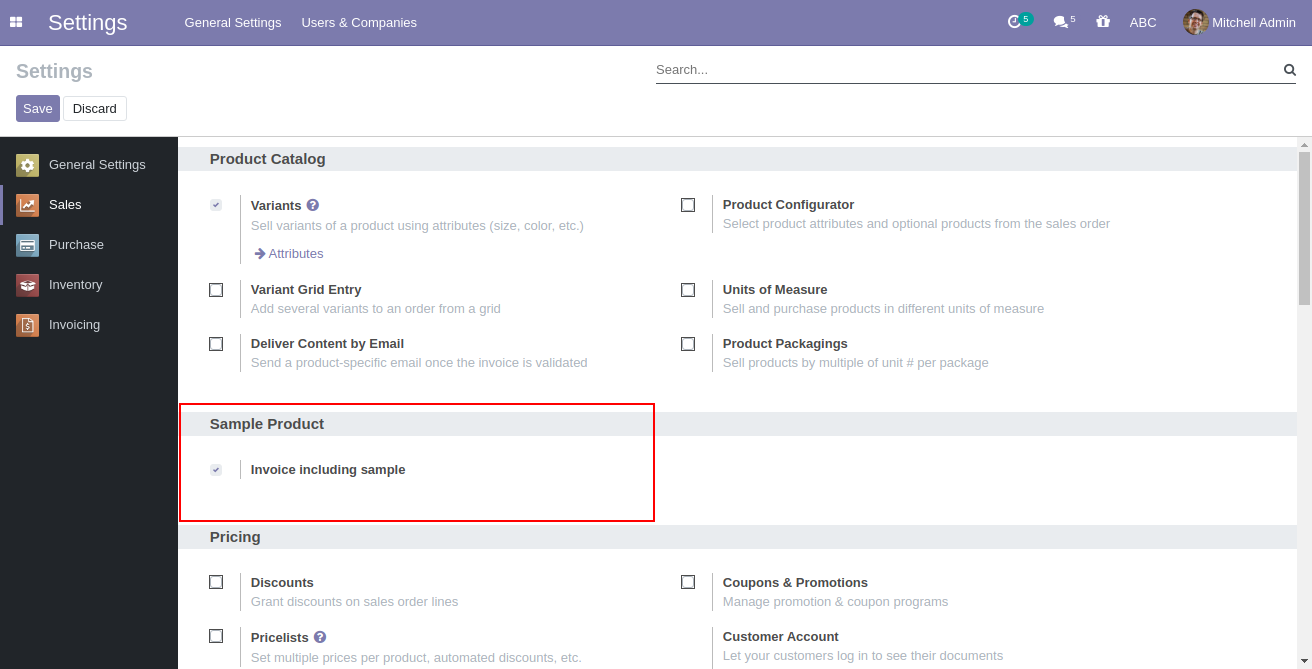 Settings General Settings Users & Companies 5 5 ABC Mitchell Admin
Settings
Search...
Save Discard
General Settings
Sales
Purchase
Inventory
Invoicing
Product Catalog
Variants
Sell variants of a product using attributes (size, color, etc.)
Attributes
Product Configurator
Select product attributes and optional products from the sales order
Variant Grid Entry
Add several variants to an order from a grid
Units of Measure
Sell and purchase products in different units of measure
Deliver Content by Email
Send a product-specific email once the invoice is validated
Product Packagings
Sell products by multiple of unit # per package
Sample Product
Invoice including sample
Pricing
Discounts
Grant discounts on sales order lines
Coupons & Promotions
Manage promotion & coupon programs
Pricelists
Set multiple prices per product, automated discounts, etc.
Customer Account
Let your customers log in to see their documents